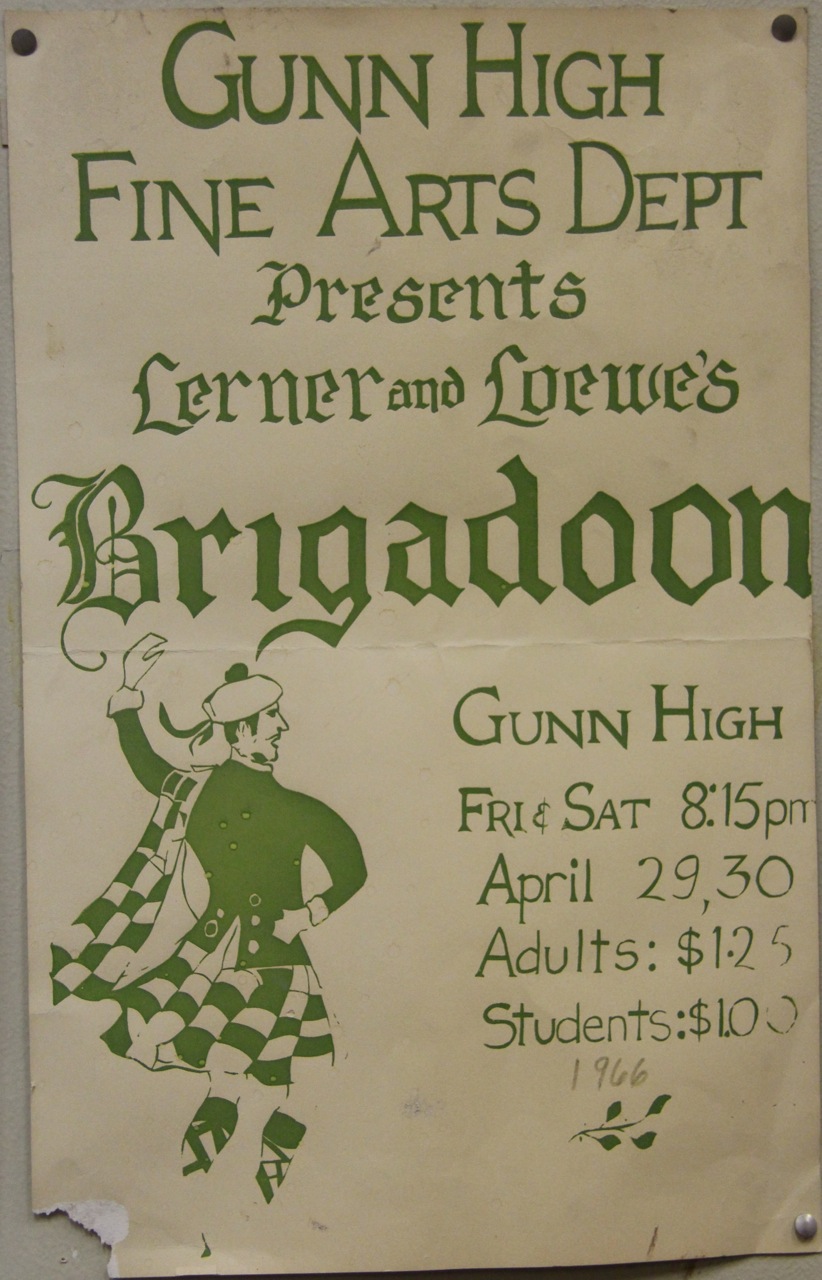 GUNN HIGH
FINE ARTS DEPT
Presents
Lerner and Loewe's
Brigadoon
GUNN HIGH
FRI & SAT 8:15pm
April 29,30
Adults: $1.25
Students: $1.00
1966